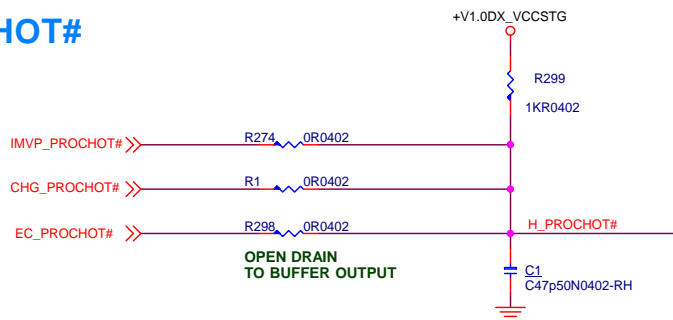 HOT#
+V1.0DX_VCCSTG
R299
1KR0402
IMVP_PROCHOT#
R274
0R0402
CHG_PROCHOT#
R1
0R0402
EC_PROCHOT#
R298
0R0402
H_PROCHOT#
OPEN DRAIN
TO BUFFER OUTPUT
C1
C47p50N0402-RH